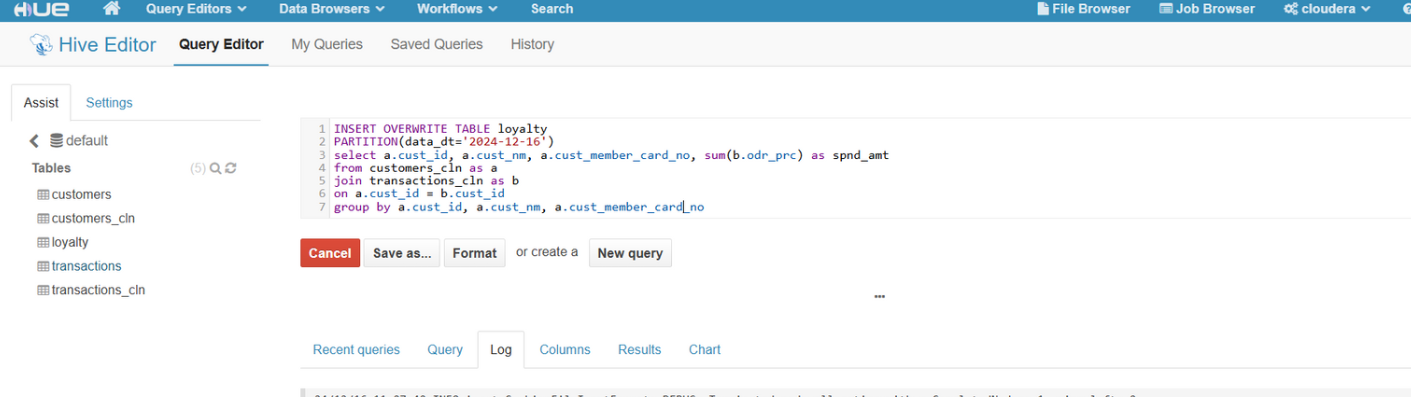 HUE Query Editors Data Browsers Workflows Search File Browser Job Browser cloudera
Hive Editor Query Editor My Queries Saved Queries History
Assist Settings
default
Tables (5)
customers
customers_cln
loyalty
transactions
transactions_cln
1 INSERT OVERWRITE TABLE loyalty
2 PARTITION(data_dt='2024-12-16')
3 select a.cust_id, a.cust_nm, a.cust_member_card_no, sum(b.odr_prc) as spnd_amt
4 from customers_cln as a
5 join transactions_cln as b
6 on a.cust_id = b.cust_id
7 group by a.cust_id, a.cust_nm, a.cust_member_card_no
Cancel Save as... Format or create a New query
...
Recent queries Query Log Columns Results Chart